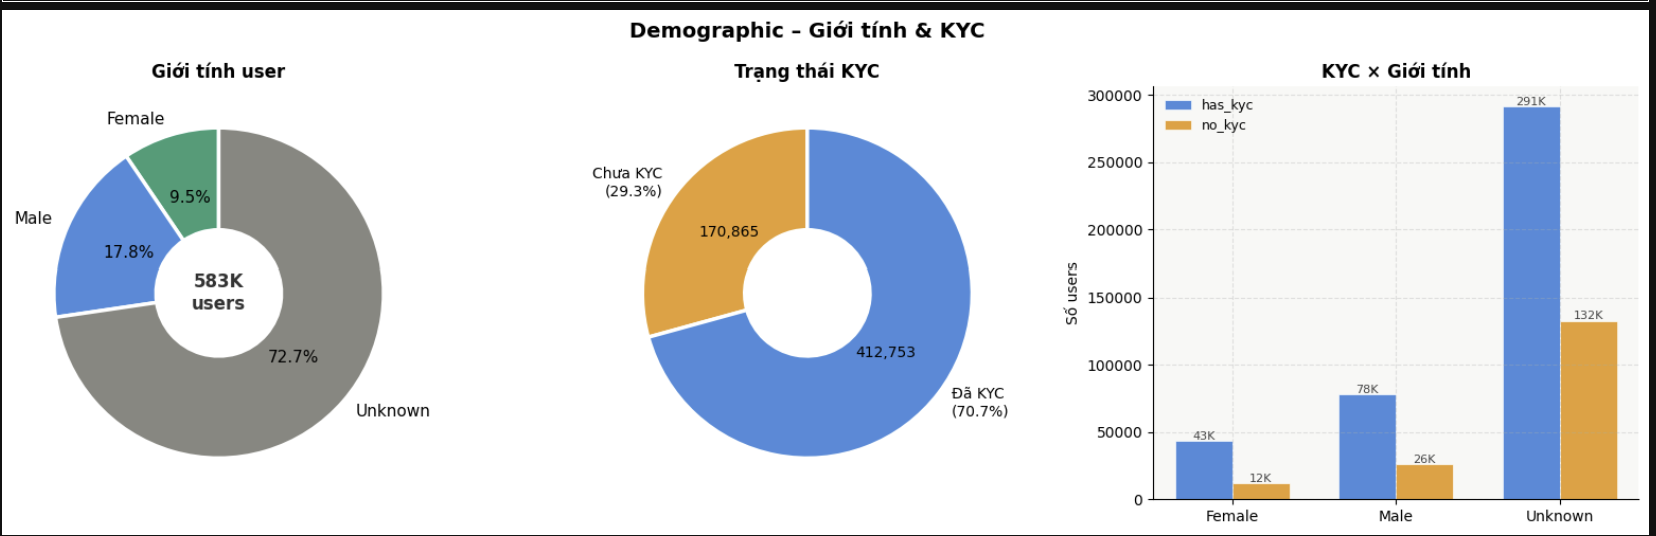 Demographic – Giới tính & KYC
Giới tính user
Female
9.5%
Male
17.8%
583K
users
72.7%
Unknown
Trạng thái KYC
Chưa KYC
(29.3%)
170,865
412,753
Đã KYC
(70.7%)
KYC × Giới tính
has_kyc
no_kyc
Số users
300000
250000
200000
150000
100000
50000
0
43K
12K
78K
26K
291K
132K
Female
Male
Unknown